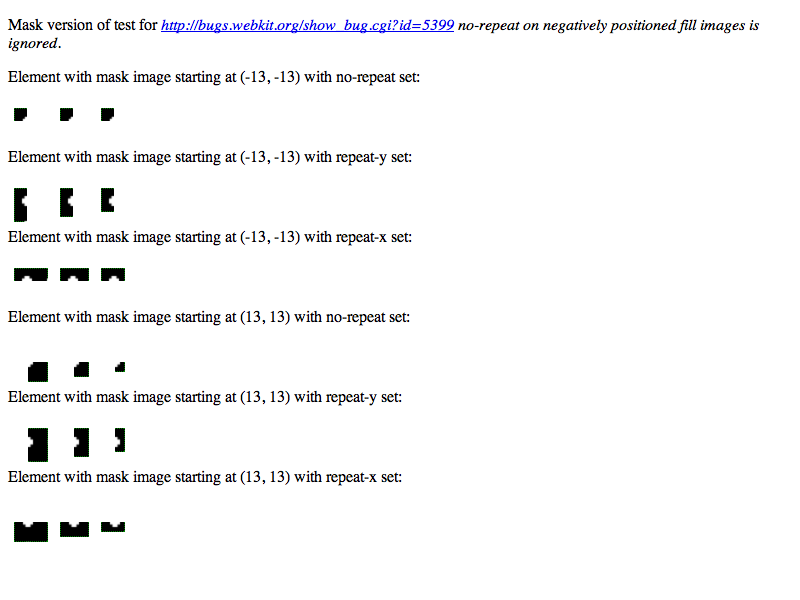 Mask version of test for http://bugs.webkit.org/show_bug.cgi?id=5399 no-repeat on negatively positioned fill images is
ignored.
Element with mask image starting at (-13, -13) with no-repeat set:
Element with mask image starting at (-13, -13) with repeat-y set:
Element with mask image starting at (-13, -13) with repeat-x set:
Element with mask image starting at (13, 13) with no-repeat set:
Element with mask image starting at (13, 13) with repeat-y set:
Element with mask image starting at (13, 13) with repeat-x set: